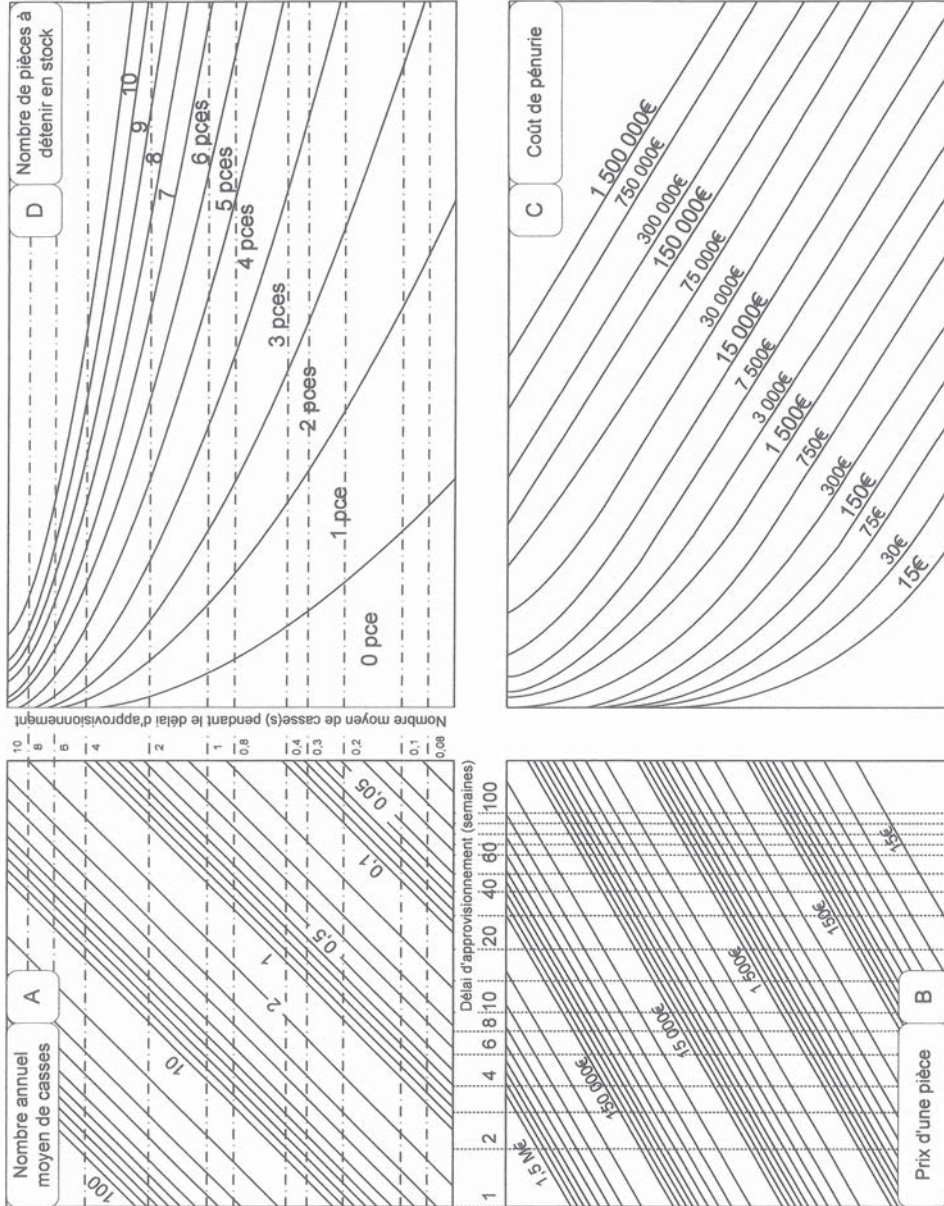 Nombre annuel
moyen de casses
A
100
10
2
1
0,5
0,1
0,05
10
8
6
4
2
1
0,8
0,4
0,3
0,2
0,1
0,08
Nombre moyen de casse(s) pendant le délai d'approvisionnement
D
Nombre de pièces à
détenir en stock
10
9
8
7
6 pces
5 pces
4 pces
3 pces
2 pces
1 pce
0 pce
Délai d'approvisionnement (semaines)
1
2
4
6
8
10
20
40
60
100
1,5 M€
150 000€
15 000€
1 500€
150€
15€
Prix d'une pièce
B
C
Coût de pénurie
1 500 000€
750 000€
300 000€
150 000€
75 000€
30 000€
15 000€
7 500€
3 000€
1 500€
750€
300€
150€
75€
30€
15€